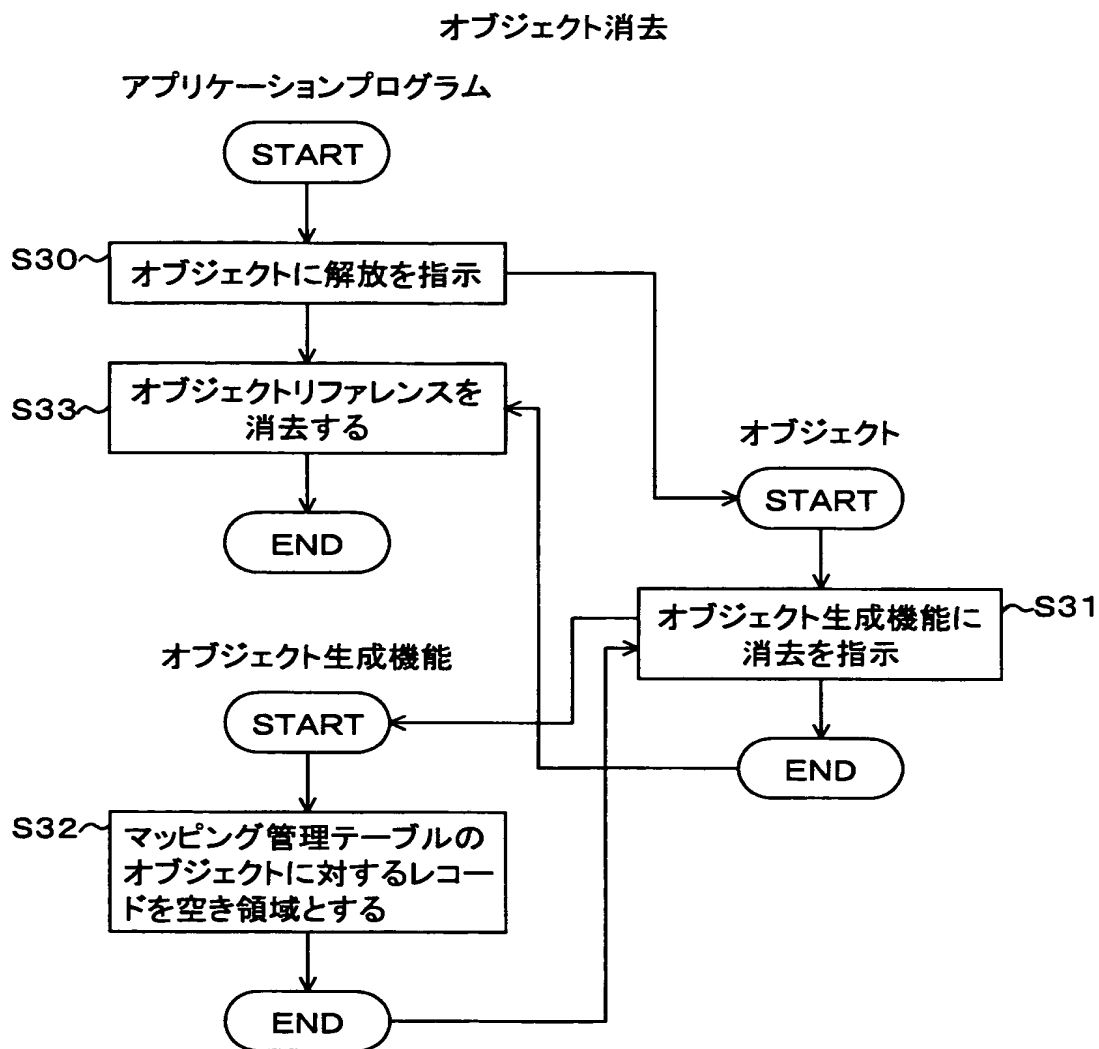 オブジェクト消去
アプリケーションプログラム
START
S30
オブジェクトに解放を指示
S33
オブジェクトリファレンスを
消去する
END
オブジェクト
START
オブジェクト生成機能に
消去を指示
S31
END
オブジェクト生成機能
START
S32
マッピング管理テーブルの
オブジェクトに対するレコー
ドを空き領域とする
END